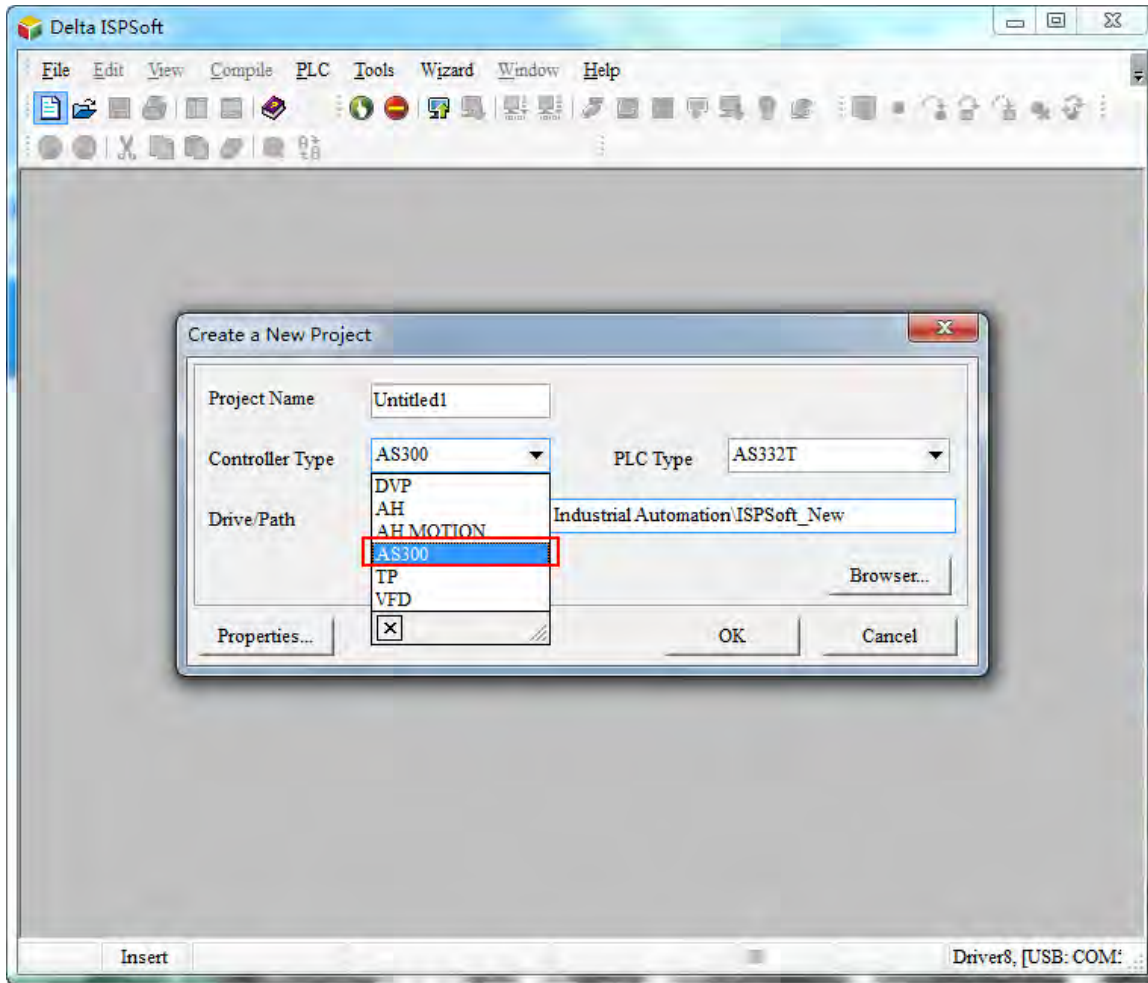 Delta ISPSoft
File Edit View Compile PLC Tools Wizard Window Help
Create a New Project
Project Name Untitled1
Controller Type AS300 PLC Type AS332T
DVP
AH
Drive/Path Industrial Automation\ISPSoft_New
AH MOTION
AS300
TP
Browser...
VFD
Properties... OK Cancel
Insert Driver8, [USB: COM